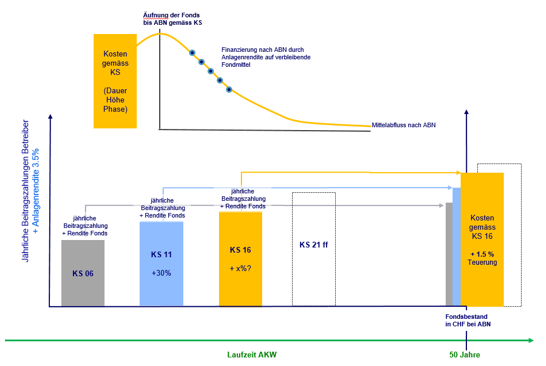 Äufnung der Fonds
bis ABN gemäss KS
Kosten
gemäss
KS
(Dauer
Höhe
Phase)
Finanzierung nach ABN durch
Anlagenrendite auf verbleibende
Fondmittel
Mittelabfluss nach ABN
Jährliche Beitragszahlungen Betreiber
+ Anlagenrendite 3.5%
jährliche
Beitragszahlung
+ Rendite Fonds
KS 06
jährliche
Beitragszahlung
+ Rendite Fonds
KS 11
+30%
jährliche
Beitragszahlung
+ Rendite Fonds
KS 16
+ x%?
KS 21 ff
Kosten
gemäss
KS 16
+ 1.5 %
Teuerung
Fondsbestand
in CHF bei ABN
Laufzeit AKW
50 Jahre